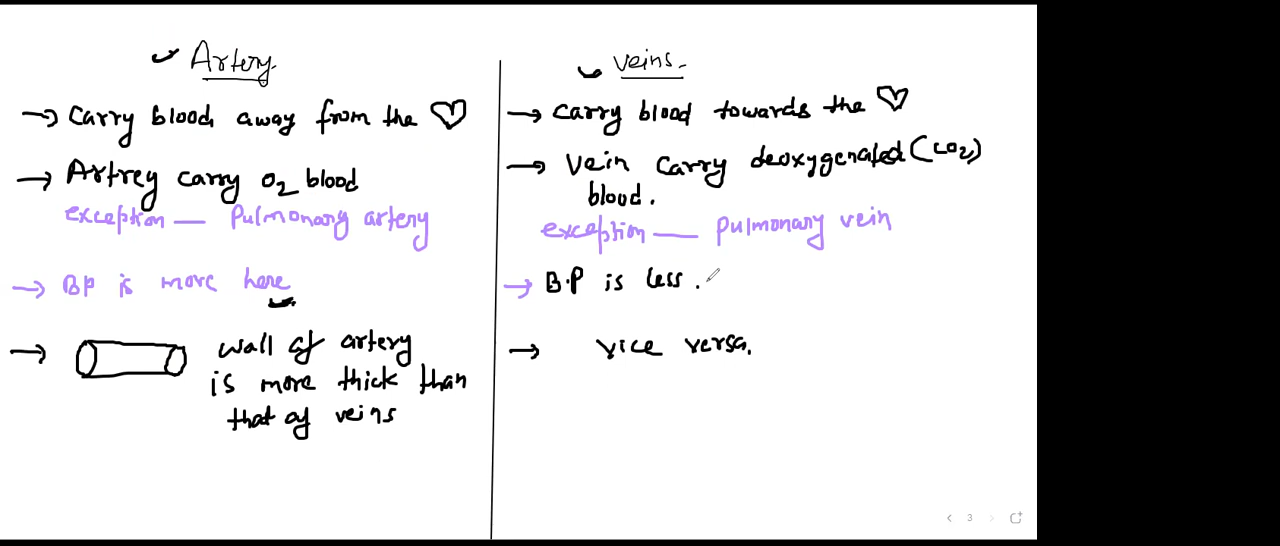 Artery.
→ Carry blood away from the ♡
→ Artrey carry O₂ blood
exception — Pulmonary artery
→ BP is more here
→ wall of artery
is more thick than
that of veins
veins.
→ Carry blood towards the ♡
→ Vein carry deoxygenated (CO₂)
blood.
exception — Pulmonary vein
→ B.P is less.
→ vice versa.
3